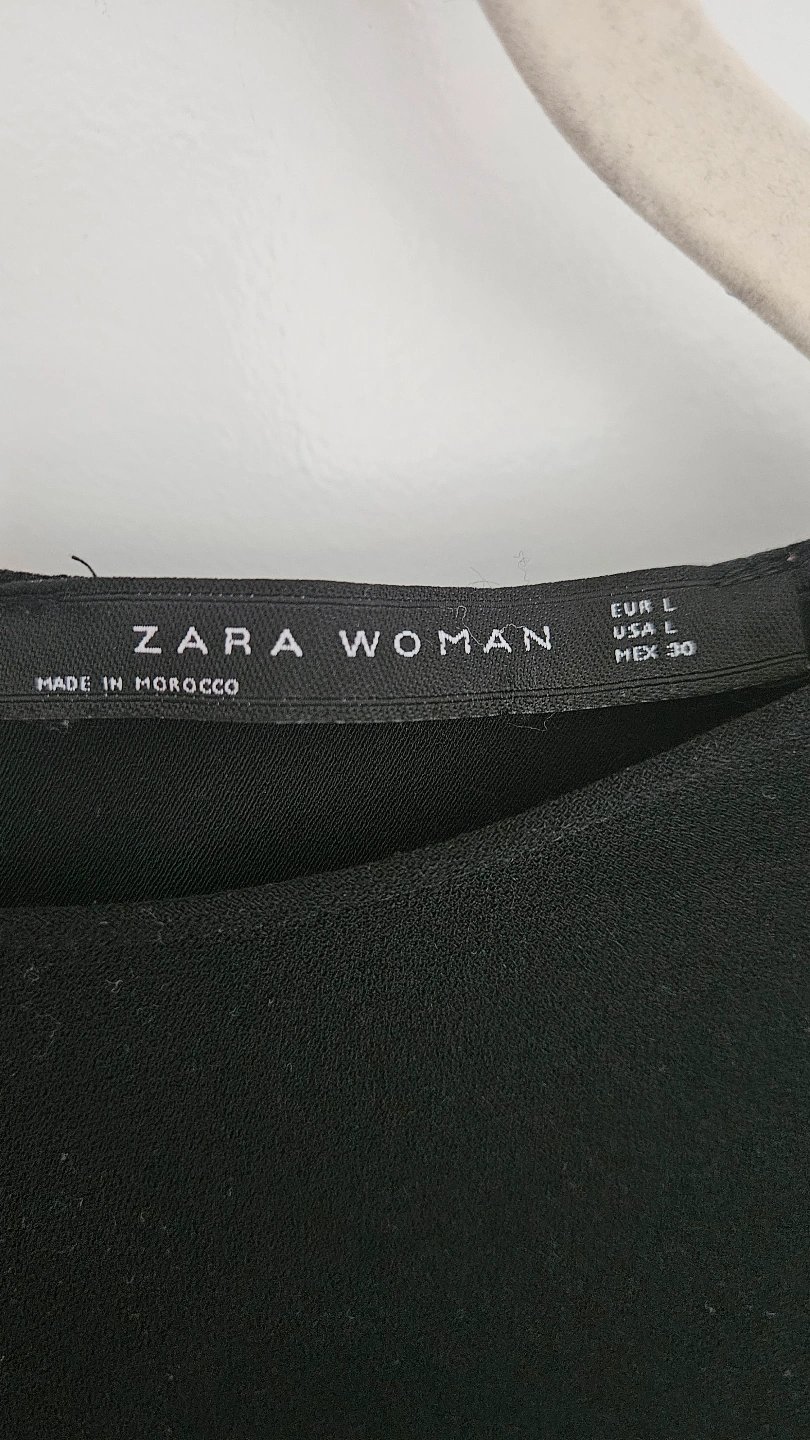 ZARA WOMAN
MADE IN MOROCCO
EUR L
USA L
MEX 30